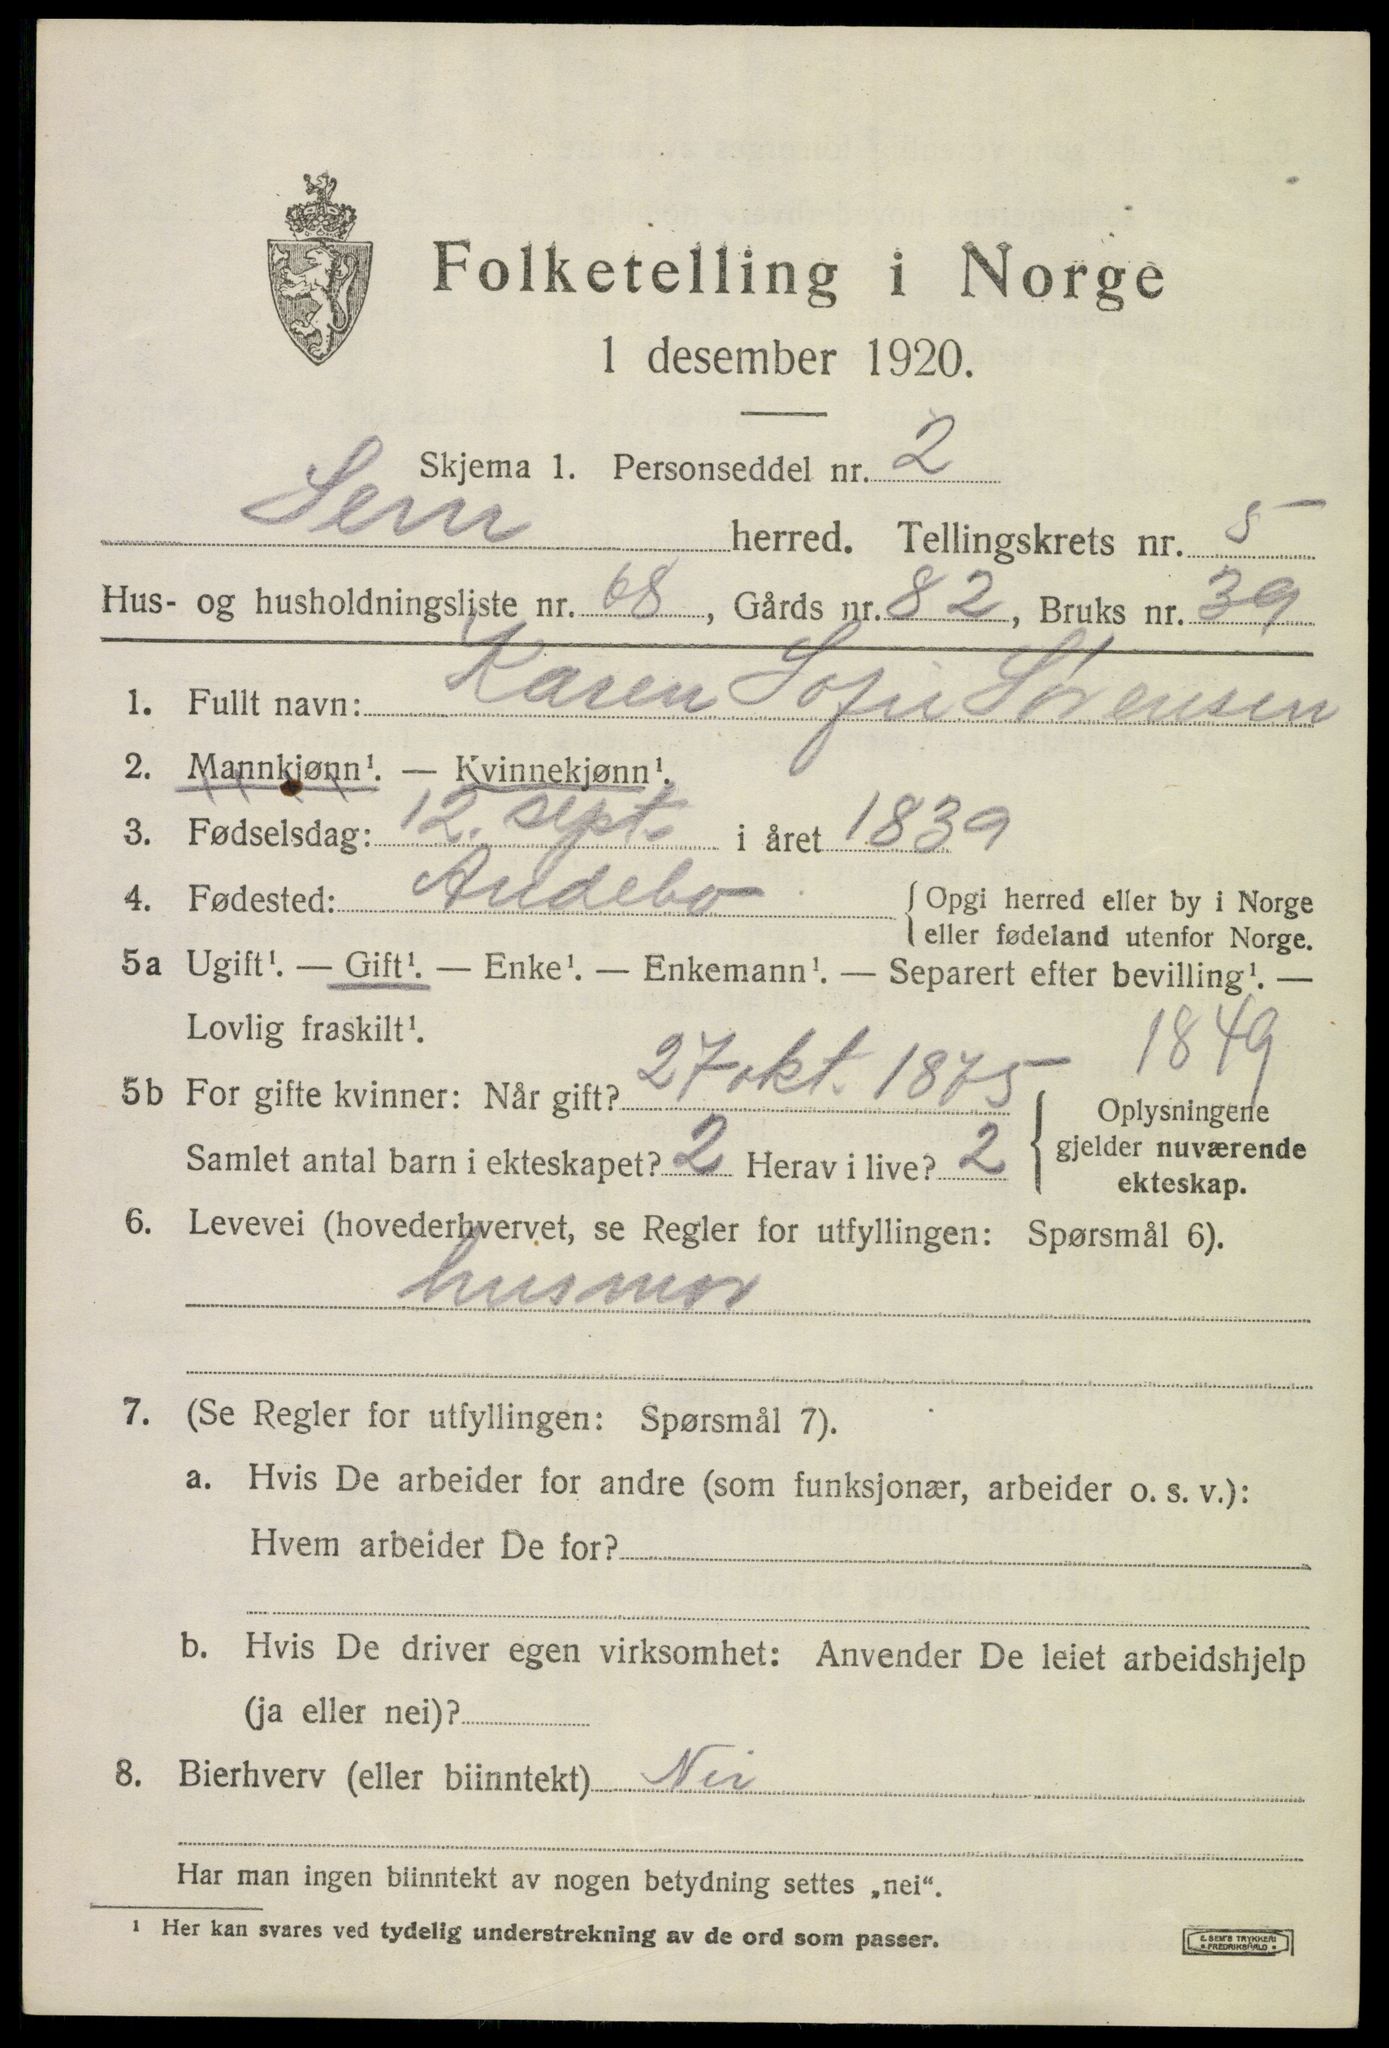 Folketelling i Norge
1 desember 1920.
Skjema 1. Personseddel nr. 2
Sem herred. Tellingskrets nr. 5
Hus- og husholdningsliste nr. 68, Gårds nr. 82, Bruks nr. 39
1. Fullt navn: Karen Sofie Sørensen
2. Mannkjønn¹. — Kvinnekjønn¹.
3. Fødselsdag: 12. sept. i året 1839
4. Fødested: Andebo { Opgi herred eller by i Norge
eller fødeland utenfor Norge.
5a Ugift¹. — Gift¹. — Enke¹. — Enkemann¹. — Separert efter bevilling¹. —
Lovlig fraskilt¹.
1849
5b For gifte kvinner: Når gift? 27 okt. 1875 { Oplysningene
Samlet antal barn i ekteskapet? 2 Herav i live? 2 gjelder nuværende
ekteskap.
6. Levevei (hovederhvervet, se Regler for utfyllingen: Spørsmål 6).
husmor
7. (Se Regler for utfyllingen: Spørsmål 7).
a. Hvis De arbeider for andre (som funksjonær, arbeider o. s. v.):
Hvem arbeider De for?
b. Hvis De driver egen virksomhet: Anvender De leiet arbeidshjelp
(ja eller nei)?
8. Bierhverv (eller biinntekt) Nei
Har man ingen biinntekt av nogen betydning settes „nei“.
¹ Her kan svares ved tydelig understrekning av de ord som passer.
E. SEM'S TRYKKERI
• FREDRIKSHALD •